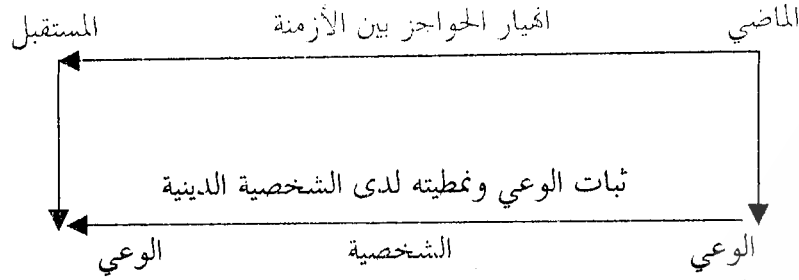 الماضي انهيار الحواجز بين الأزمنة المستقبل
ثبات الوعي ونمطيته لدى الشخصية الدينية
الوعي الشخصية الوعي